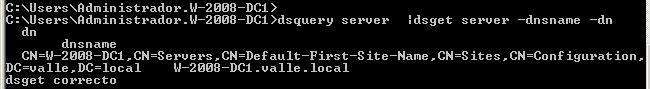 C:\Users\Administrador.W-2008-DC1>
C:\Users\Administrador.W-2008-DC1>dsquery server |dsget server -dnsname -dn
dn
dnsname
CN=W-2008-DC1,CN=Servers,CN=Default-First-Site-Name,CN=Sites,CN=Configuration,
DC=valle,DC=local W-2008-DC1.valle.local
dsget correcto